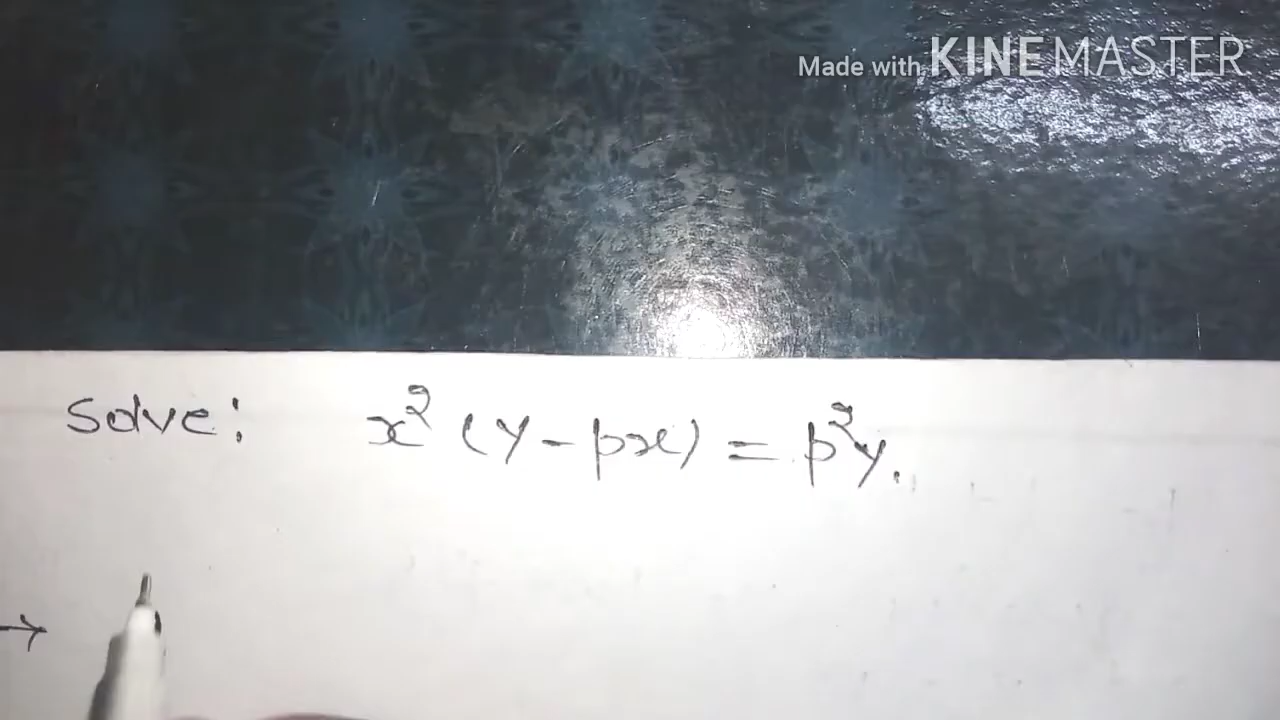 Made with KINEMASTER
Solve: x² (y - px) = p²y.
→